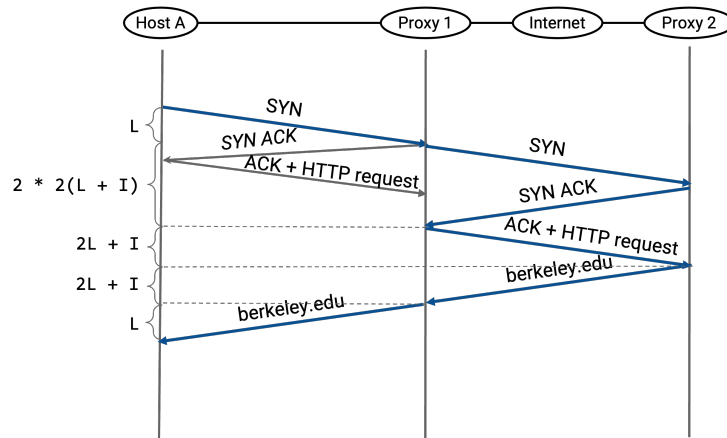 Host A
Proxy 1
Internet
Proxy 2
SYN
L
SYN ACK
SYN
ACK + HTTP request
2 * 2(L + I)
SYN ACK
ACK + HTTP request
2L + I
berkeley.edu
2L + I
berkeley.edu
L